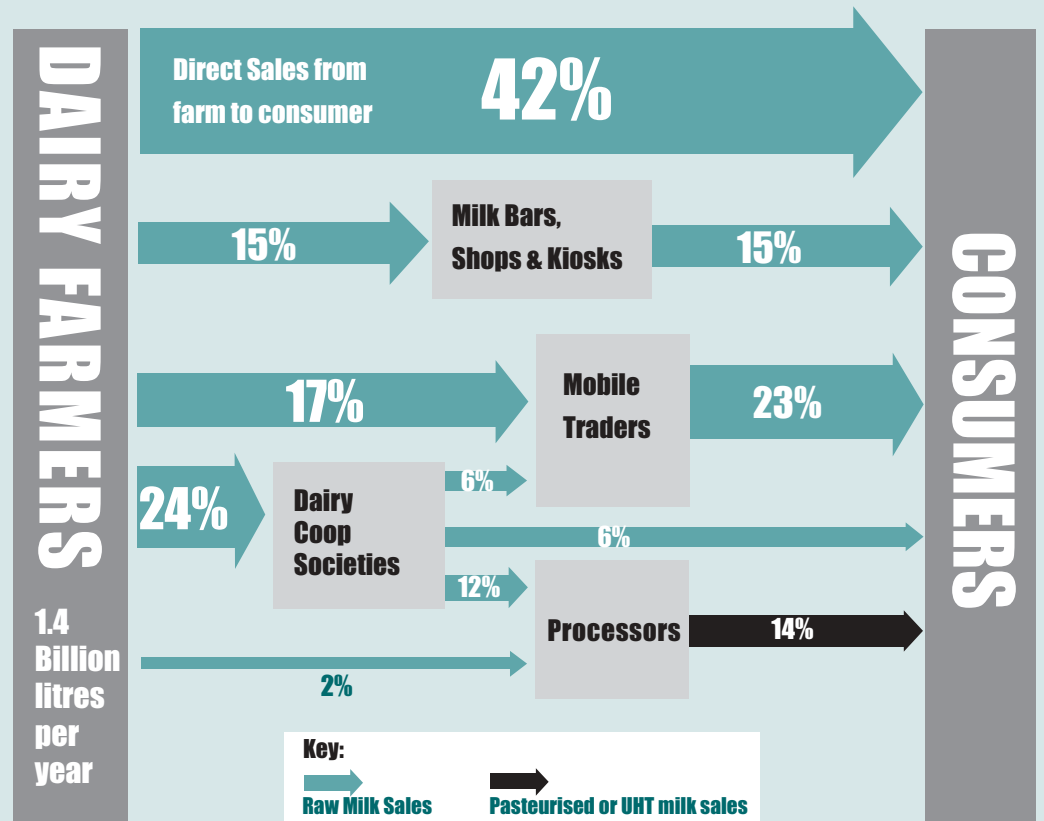 DAIRY FARMERS
1.4
Billion
litres
per
year
Direct Sales from
farm to consumer
42%
15%
Milk Bars,
Shops & Kiosks
15%
17%
Mobile
Traders
23%
24%
Dairy
Coop
Societies
6%
6%
12%
Processors
14%
2%
CONSUMERS
Key:
Raw Milk Sales
Pasteurised or UHT milk sales